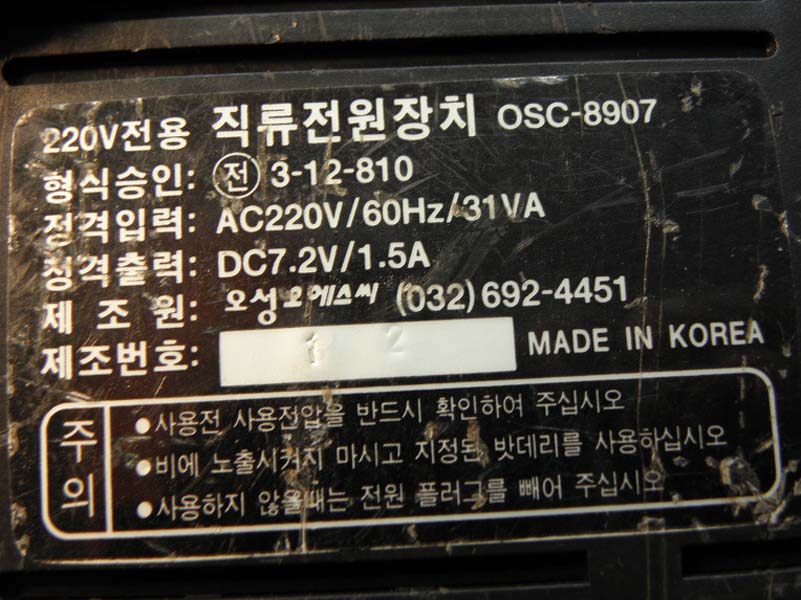 220V전용 직류전원장치 OSC-8907
형식승인: 전 3-12-810
정격입력: AC220V/60Hz/31VA
정격출력: DC7.2V/1.5A
제 조 원: 오성오에스씨 (032)692-4451
제조번호: 1 2 MADE IN KOREA
주의
●사용전 사용전압을 반드시 확인하여 주십시오
●비에 노출시켜지 마시고 지정된 밧데리를 사용하십시오
●사용하지 않을때는 전원 플러그를 빼어 주십시오